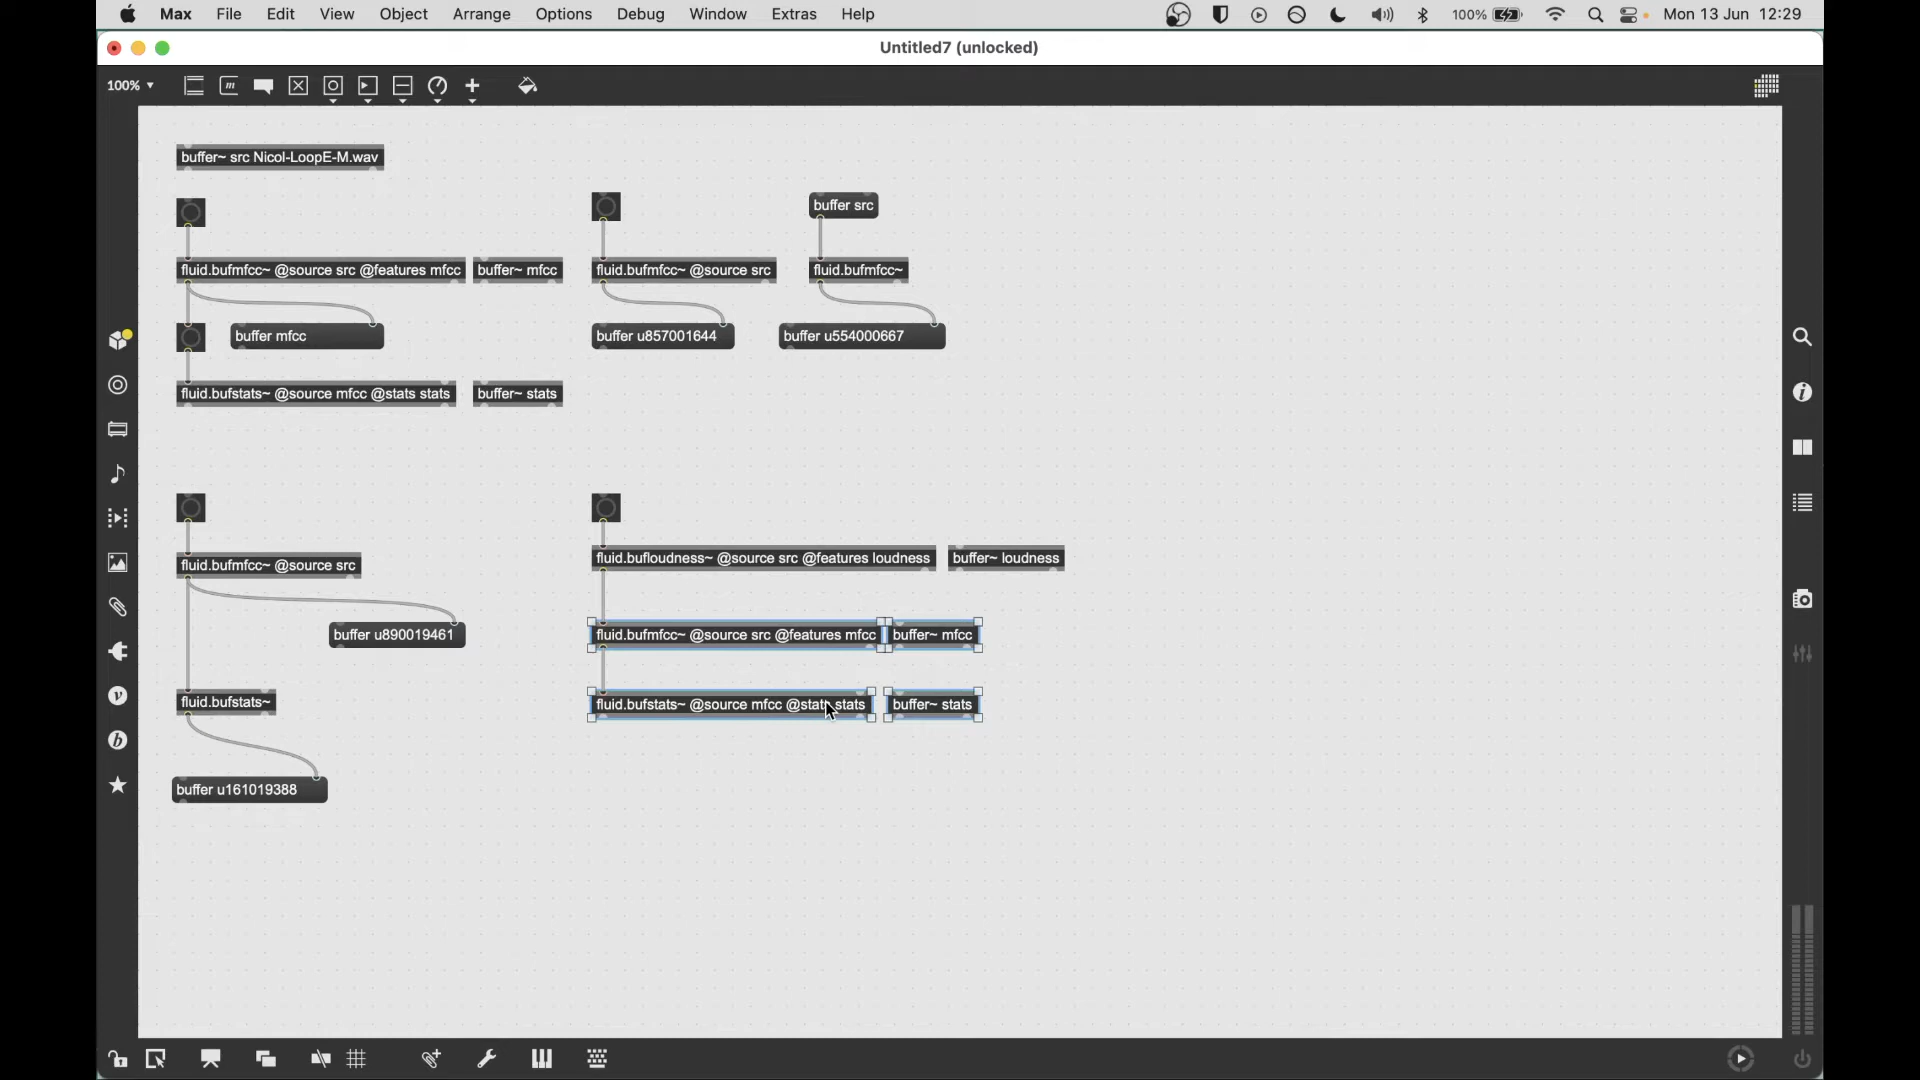 Max File Edit View Object Arrange Options Debug Window Extras Help 100% Mon 13 Jun 12:29
Untitled7 (unlocked)
100%
buffer~ src Nicol-LoopE-M.wav
buffer src
fluid.bufmfcc~ @source src @features mfcc buffer~ mfcc fluid.bufmfcc~ @source src fluid.bufmfcc~
buffer mfcc buffer u857001644 buffer u554000667
fluid.bufstats~ @source mfcc @stats stats buffer~ stats
fluid.bufmfcc~ @source src fluid.bufloudness~ @source src @features loudness buffer~ loudness
buffer u890019461 fluid.bufmfcc~ @source src @features mfcc buffer~ mfcc
fluid.bufstats~ fluid.bufstats~ @source mfcc @stats stats buffer~ stats
buffer u161019388